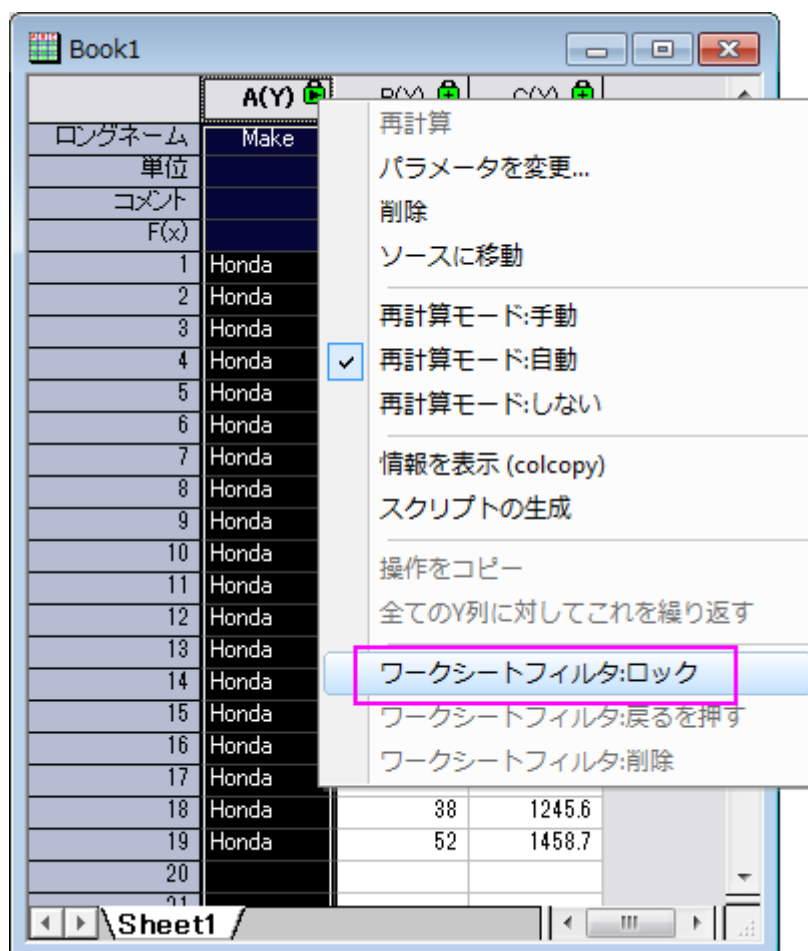 Book1
A(Y) B(Y) C(Y)
ロングネーム Make
単位
コメント
F(x)
1 Honda
2 Honda
3 Honda
4 Honda
5 Honda
6 Honda
7 Honda
8 Honda
9 Honda
10 Honda
11 Honda
12 Honda
13 Honda
14 Honda
15 Honda
16 Honda
17 Honda
18 Honda 38 1245.6
19 Honda 52 1458.7
20
21
Sheet1
再計算
パラメータを変更...
削除
ソースに移動
再計算モード:手動
再計算モード:自動
再計算モード:しない
情報を表示 (colcopy)
スクリプトの生成
操作をコピー
全てのY列に対してこれを繰り返す
ワークシートフィルタ:ロック
ワークシートフィルタ:戻るを押す
ワークシートフィルタ:削除